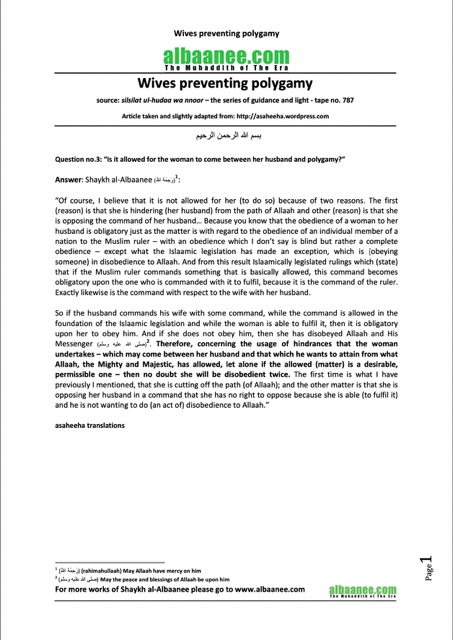 Wives preventing polygamy
albaanee.com
The Muhaddith of The Era
Wives preventing polygamy
source: silsilat ul-hudaa wa nnoor – the series of guidance and light - tape no. 787
Article taken and slightly adapted from: http://asaheeha.wordpress.com
بسم الله الرحمن الرحيم
Question no.3: “Is it allowed for the woman to come between her husband and polygamy?”
Answer: Shaykh al-Albaanee (رَحِمَهُ اللهُ)1:
“Of course, I believe that it is not allowed for her (to do so) because of two reasons. The first
(reason) is that she is hindering (her husband) from the path of Allaah and other (reason) is that she
is opposing the command of her husband… Because you know that the obedience of a woman to her
husband is obligatory just as the matter is with regard to the obedience of an individual member of a
nation to the Muslim ruler – with an obedience which I don’t say is blind but rather a complete
obedience – except what the Islaamic legislation has made an exception, which is (obeying
someone) in disobedience to Allaah. And from this result Islaamically legislated rulings which (state)
that if the Muslim ruler commands something that is basically allowed, this command becomes
obligatory upon the one who is commanded with it to fulfil, because it is the command of the ruler.
Exactly likewise is the command with respect to the wife with her husband.
So if the husband commands his wife with some command, while the command is allowed in the
foundation of the Islaamic legislation and while the woman is able to fulfil it, then it is obligatory
upon her to obey him. And if she does not obey him, then she has disobeyed Allaah and His
Messenger (صلى الله عليه وسلم)2. Therefore, concerning the usage of hindrances that the woman
undertakes – which may come between her husband and that which he wants to attain from what
Allaah, the Mighty and Majestic, has allowed, let alone if the allowed (matter) is a desirable,
permissible one – then no doubt she will be disobedient twice. The first time is what I have
previously I mentioned, that she is cutting off the path (of Allaah); and the other matter is that she is
opposing her husband in a command that she has no right to oppose because she is able (to fulfil it)
and he is not wanting to do (an act of) disobedience to Allaah.”
asaheeha translations
1 (رَحِمَهُ اللهُ) (rahimahullaah) May Allaah have mercy on him
2 (صلى الله عليه وسلم) May the peace and blessings of Allaah be upon him
For more works of Shaykh al-Albaanee please go to www.albaanee.com
albaanee.com
The Muhaddith of The Era
Page 1